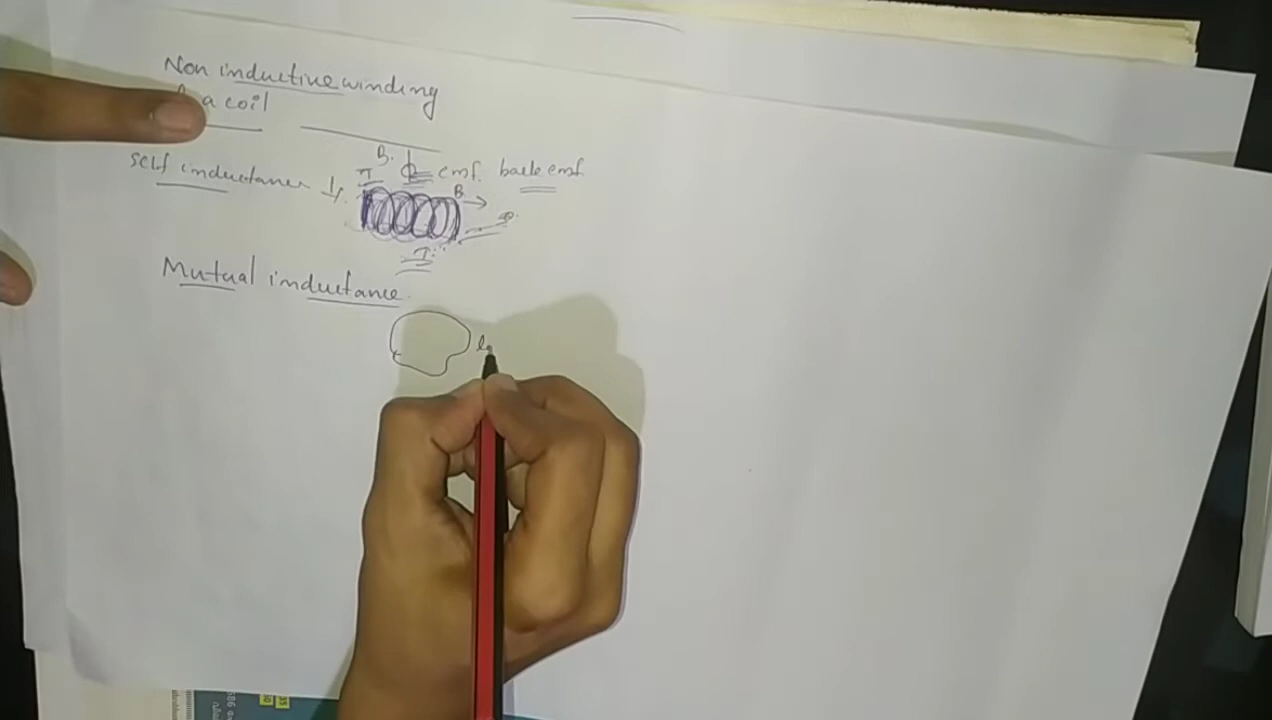 Non inductive winding
a coil
B. ϕ emf. back emf
self inductance
B
I
Mutual inductance.